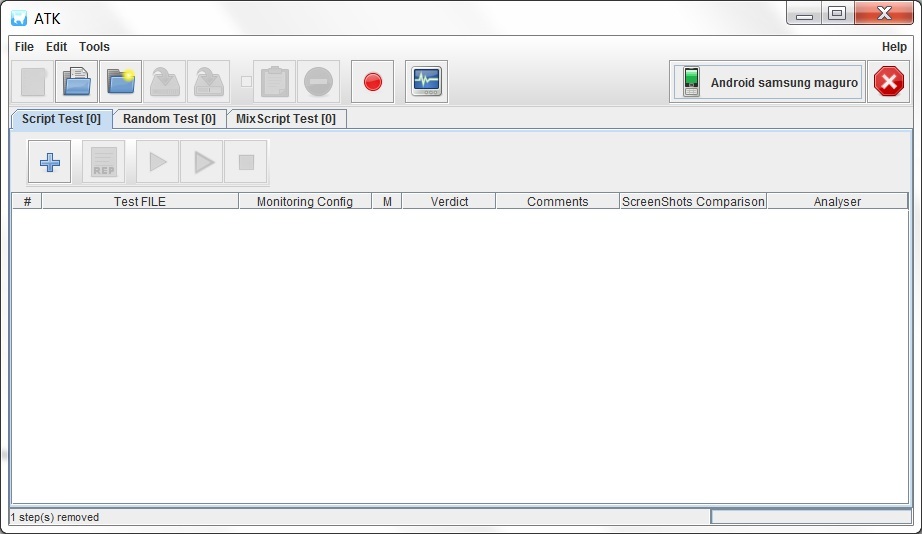 ATK
File Edit Tools Help
Android samsung maguro
Script Test [0] Random Test [0] MixScript Test [0]
REP
# Test FILE Monitoring Config M Verdict Comments ScreenShots Comparison Analyser
1 step(s) removed